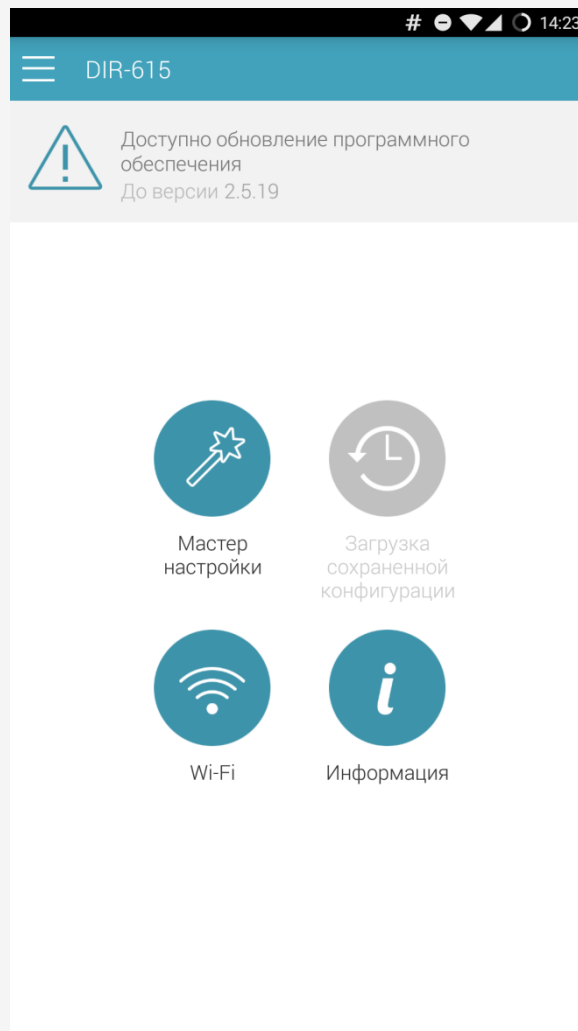 # 14:23
DIR-615
Доступно обновление программного
обеспечения
До версии 2.5.19
Мастер
настройки
Загрузка
сохраненной
конфигурации
Wi-Fi
Информация